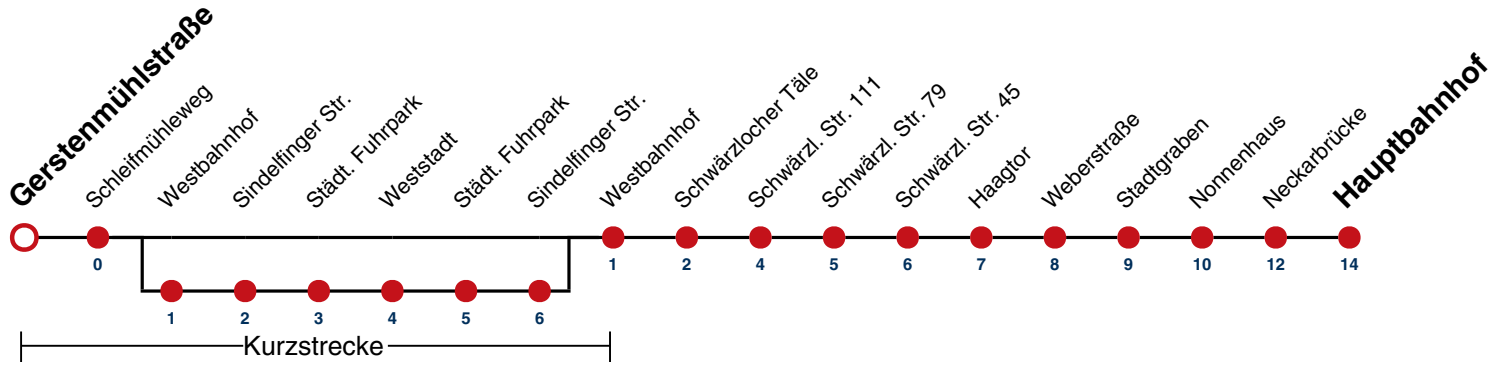 Gerstenmühlstraße
Schleifmühleweg
Westbahnhof
Sindelfinger Str.
Städt. Fuhrpark
Weststadt
Städt. Fuhrpark
Sindelfinger Str.
Westbahnhof
Schwärzlocher Täle
Schwärzl. Str. 111
Schwärzl. Str. 79
Schwärzl. Str. 45
Haagtor
Weberstraße
Stadtgraben
Nonnenhaus
Neckarbrücke
Hauptbahnhof
0 1 2 4 5 6 7 8 9 10 12 14
1 2 3 4 5 6
Kurzstrecke